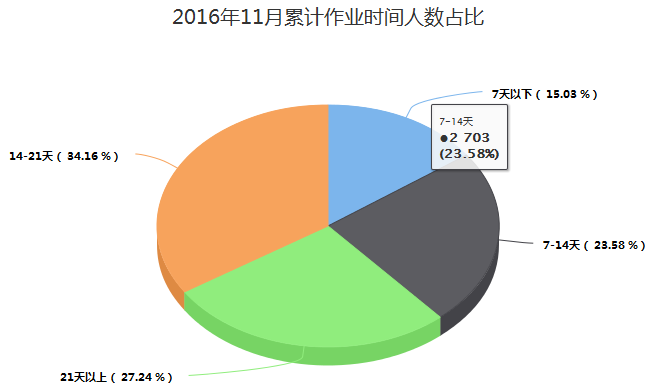 2016年11月累计作业时间人数占比
7天以下 ( 15.03 % )
7-14天
●2 703
(23.58%)
14-21天 ( 34.16 % )
7-14天 ( 23.58 % )
21天以上 ( 27.24 % )